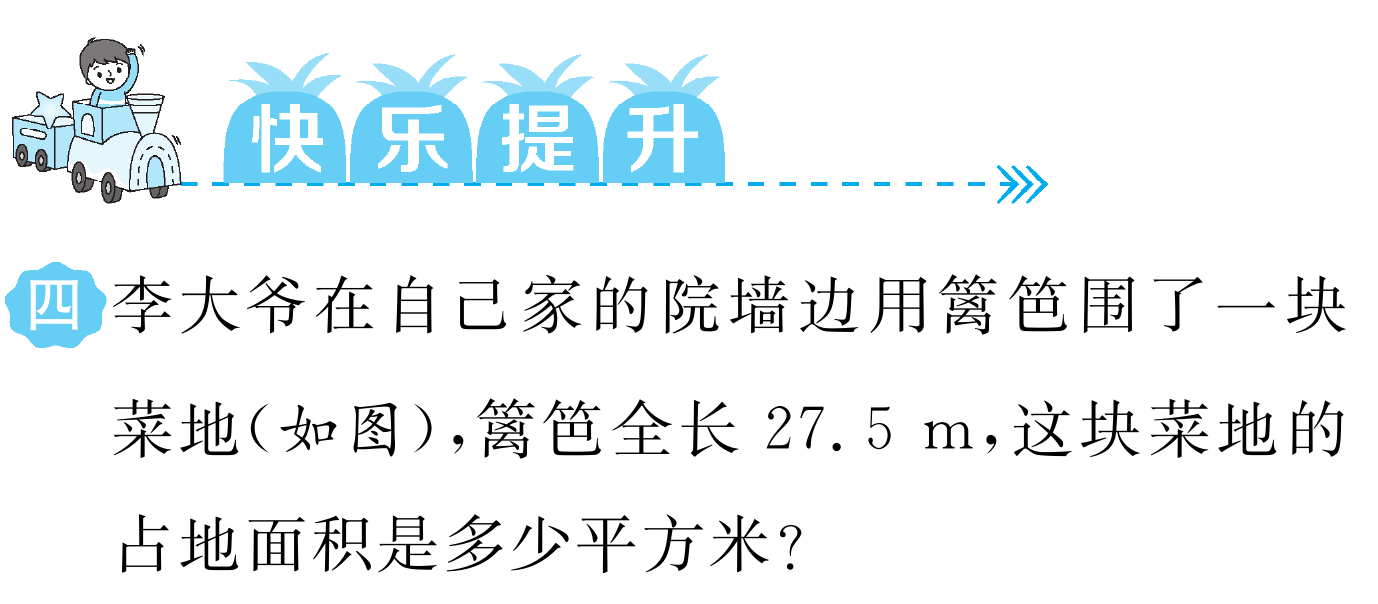 快乐提升
四 李大爷在自己家的院墙边用篱笆围了一块
菜地(如图),篱笆全长 27.5 m,这块菜地的
占地面积是多少平方米?